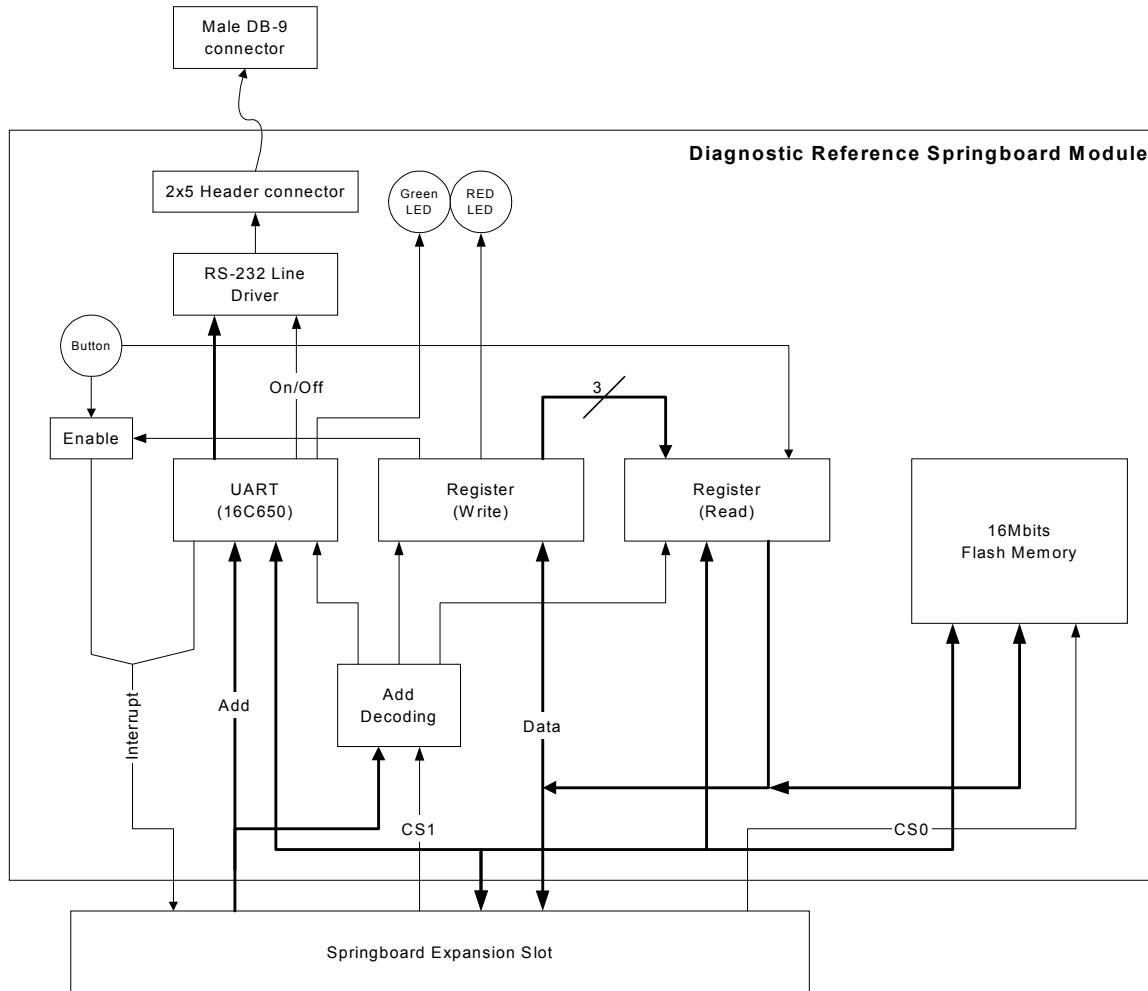 Male DB-9
connector
Diagnostic Reference Springboard Module
2x5 Header connector
Green
LED
RED
LED
RS-232 Line
Driver
Button
On/Off
3
Enable
UART
(16C650)
Register
(Write)
Register
(Read)
16Mbits
Flash Memory
Interrupt
Add
Add
Decoding
Data
CS1
CS0
Springboard Expansion Slot